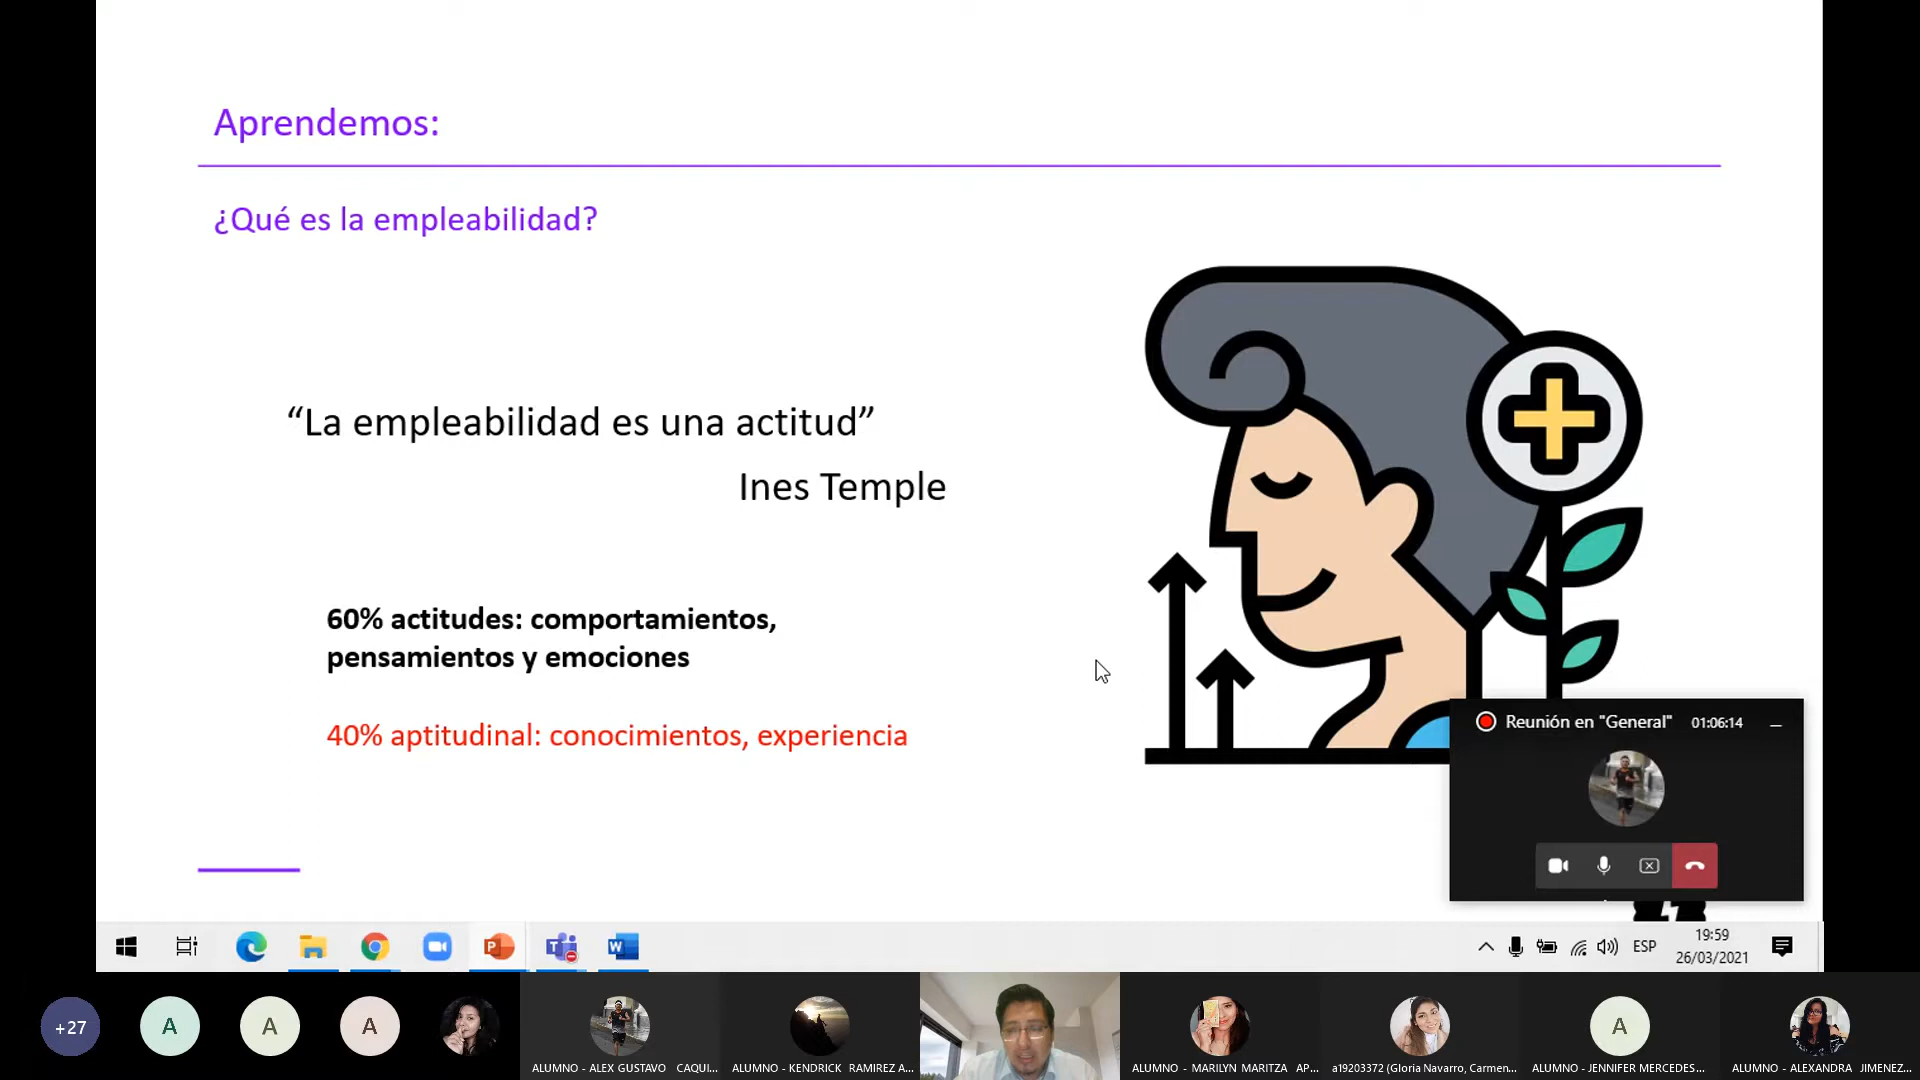 Aprendemos:
¿Qué es la empleabilidad?
“La empleabilidad es una actitud”
Ines Temple
60% actitudes: comportamientos,
pensamientos y emociones
40% aptitudinal: conocimientos, experiencia
Reunión en "General" 01:06:14
ESP
19:59
26/03/2021
+27
A
A
A
ALUMNO - ALEX GUSTAVO CAQUI...
ALUMNO - KENDRICK RAMIREZ A...
ALUMNO - MARILYN MARITZA AP...
a19203372 (Gloria Navarro, Carmen...
A
ALUMNO - JENNIFER MERCEDES...
ALUMNO - ALEXANDRA JIMENEZ...